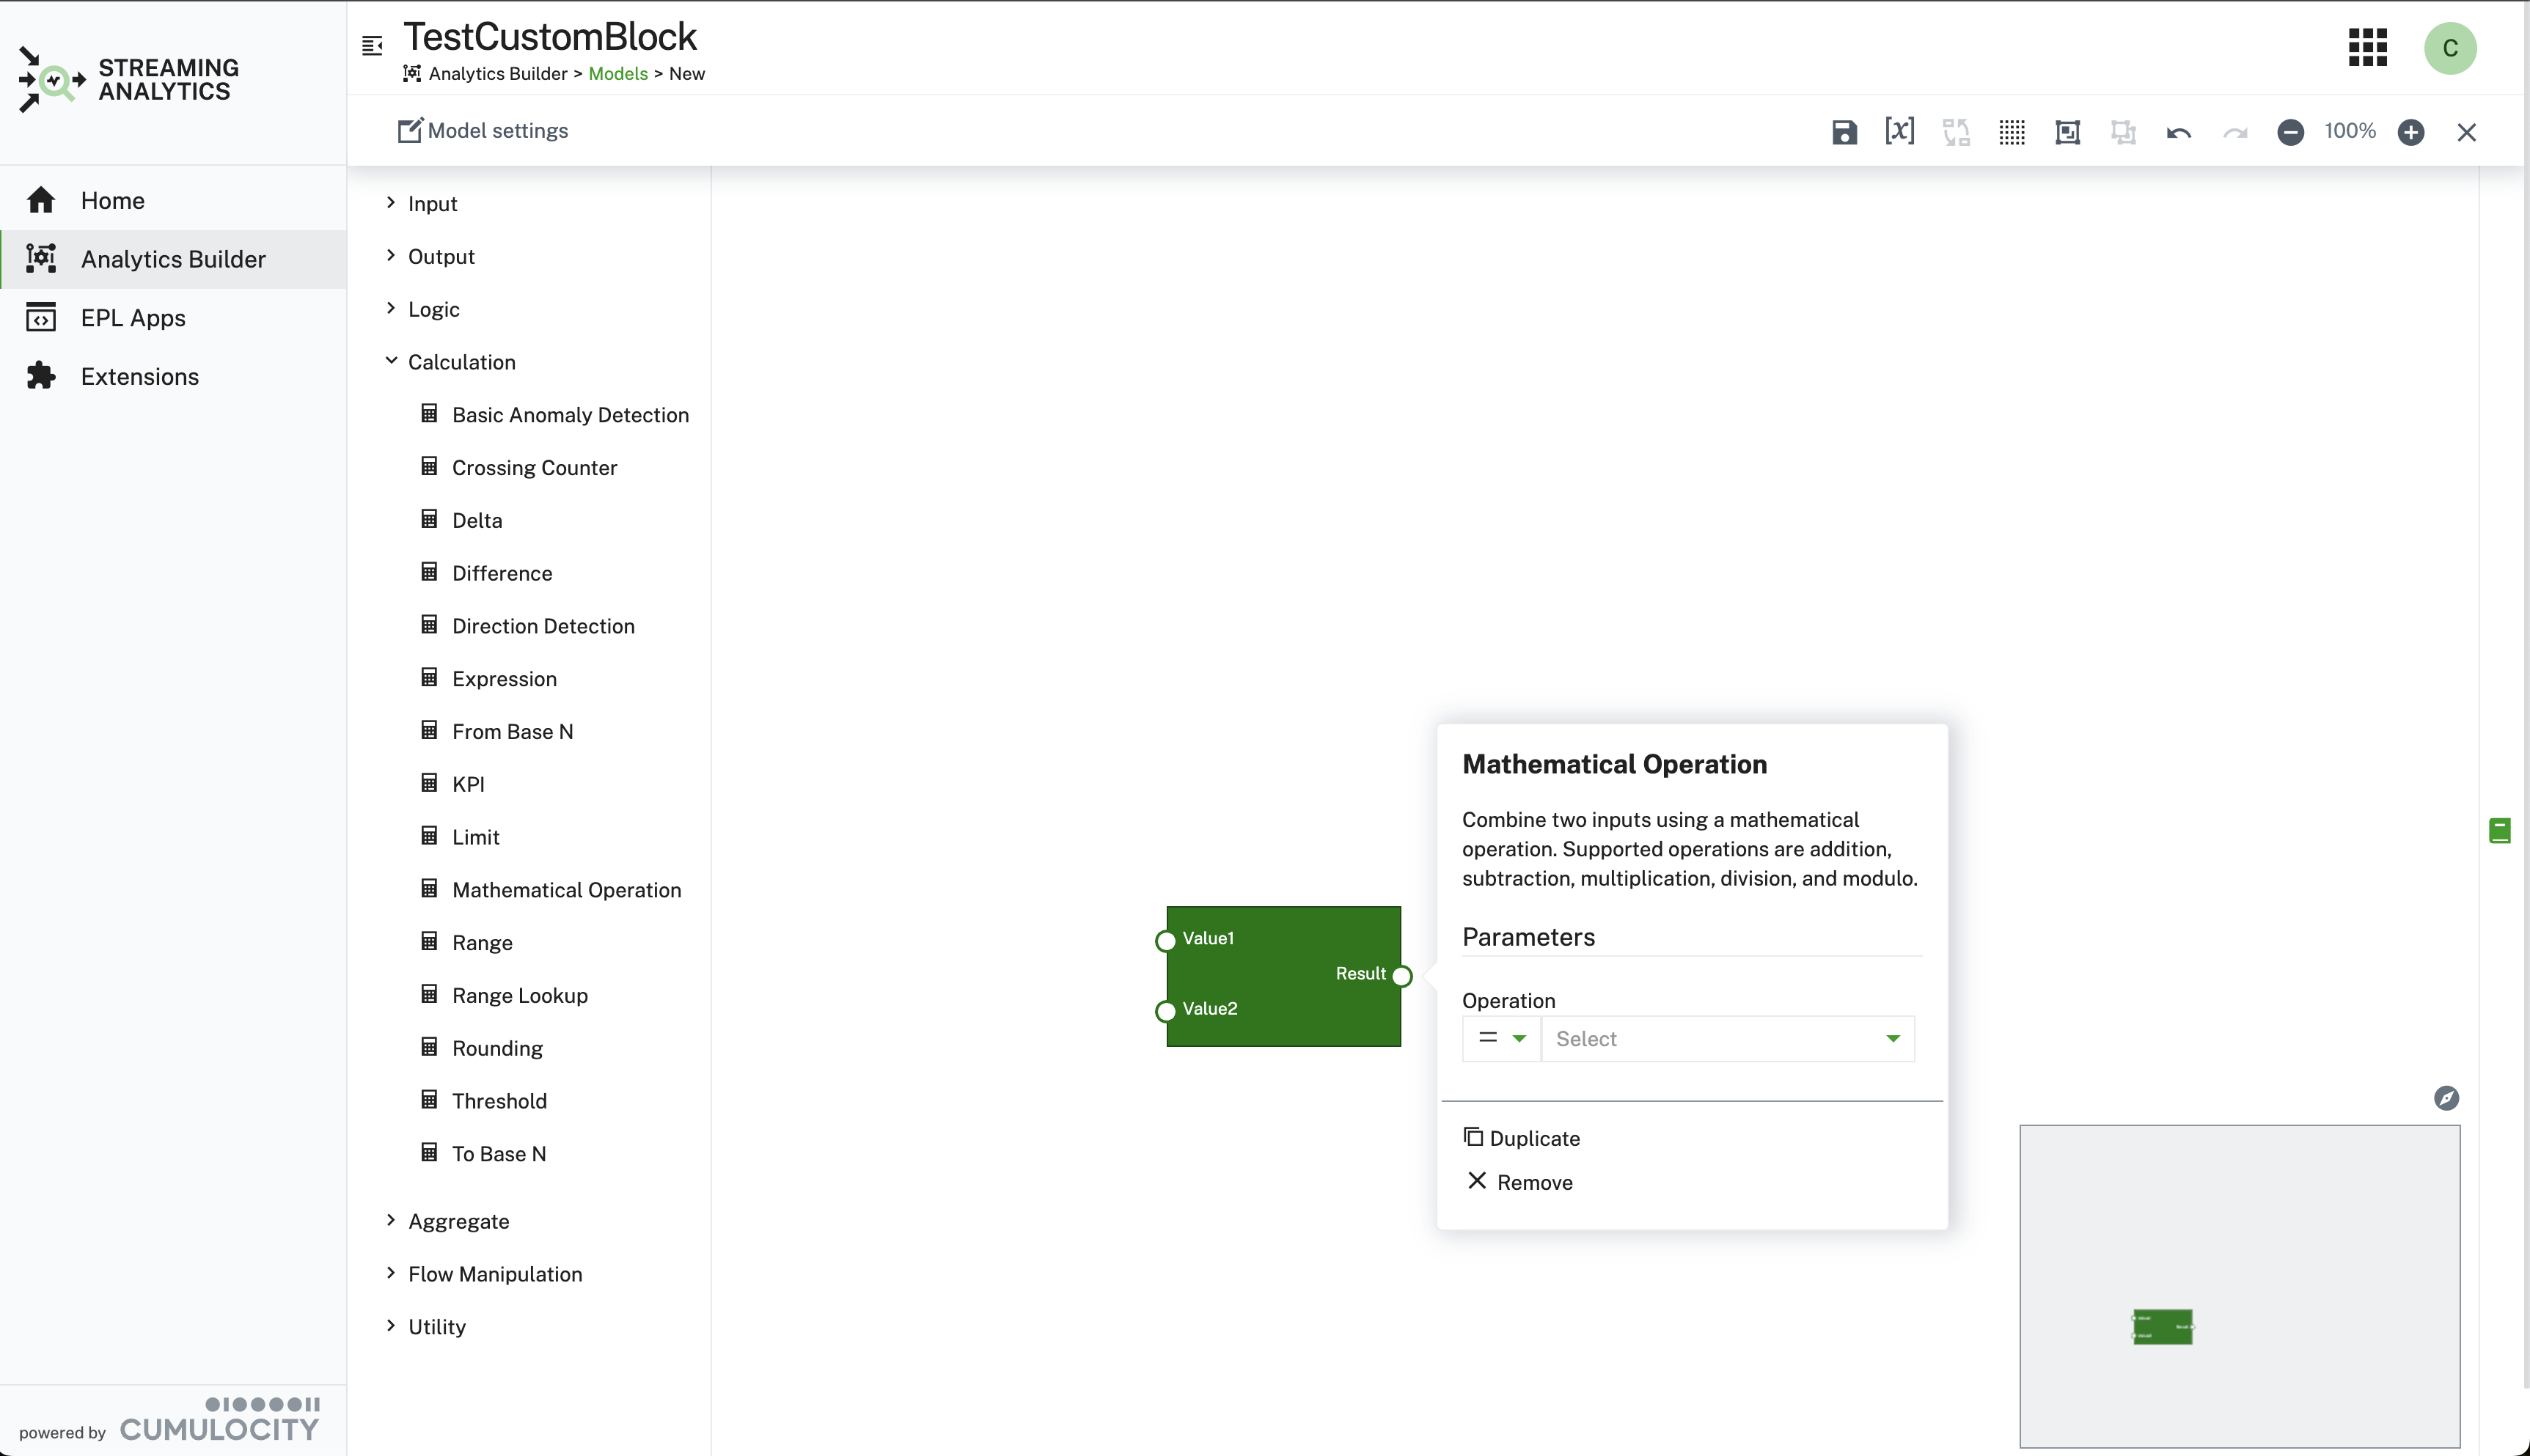 STREAMING
ANALYTICS
TestCustomBlock
Analytics Builder > Models > New
C
Model settings
100%
Home
Analytics Builder
EPL Apps
Extensions
Input
Output
Logic
Calculation
Basic Anomaly Detection
Crossing Counter
Delta
Difference
Direction Detection
Expression
From Base N
KPI
Limit
Mathematical Operation
Range
Range Lookup
Rounding
Threshold
To Base N
Aggregate
Flow Manipulation
Utility
Value1
Result
Value2
Mathematical Operation
Combine two inputs using a mathematical
operation. Supported operations are addition,
subtraction, multiplication, division, and modulo.
Parameters
Operation
= Select
Duplicate
Remove
powered by CUMULOCITY